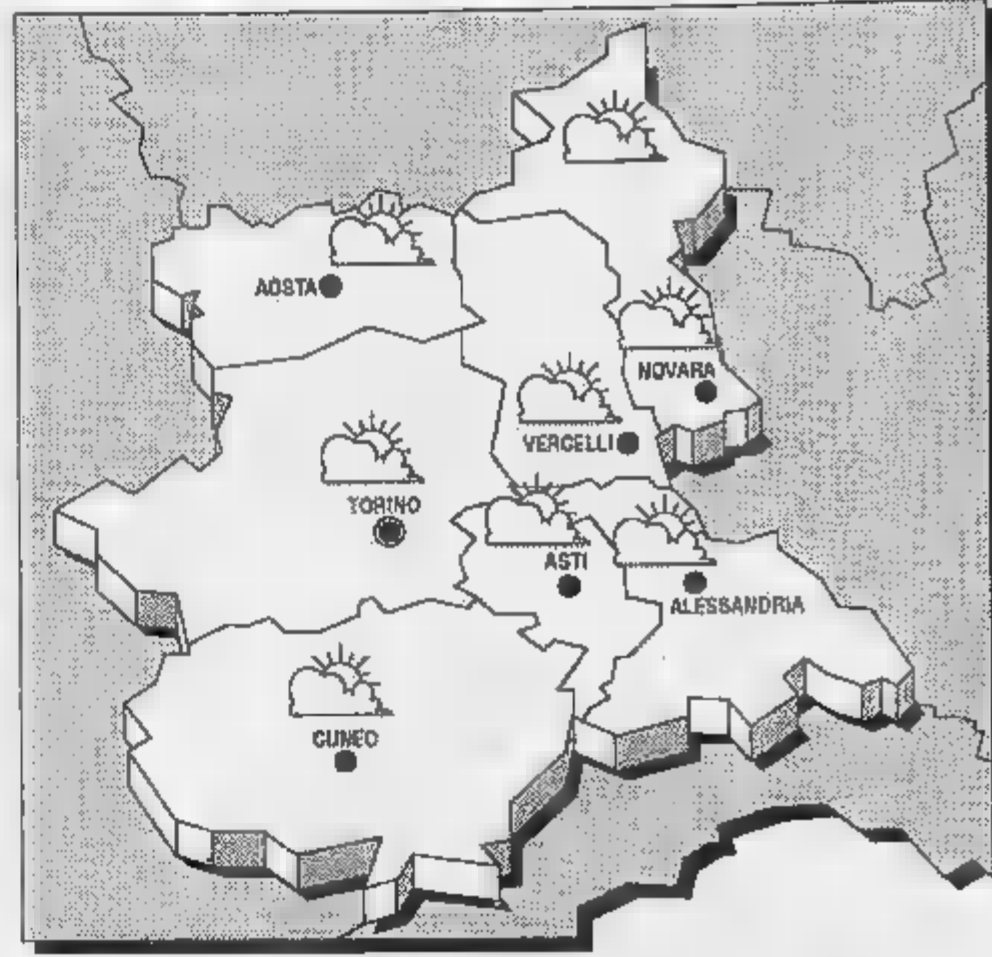 AOSTA
NOVARA
VERCELLI
TORINO
ASTI
ALESSANDRIA
CUNEO